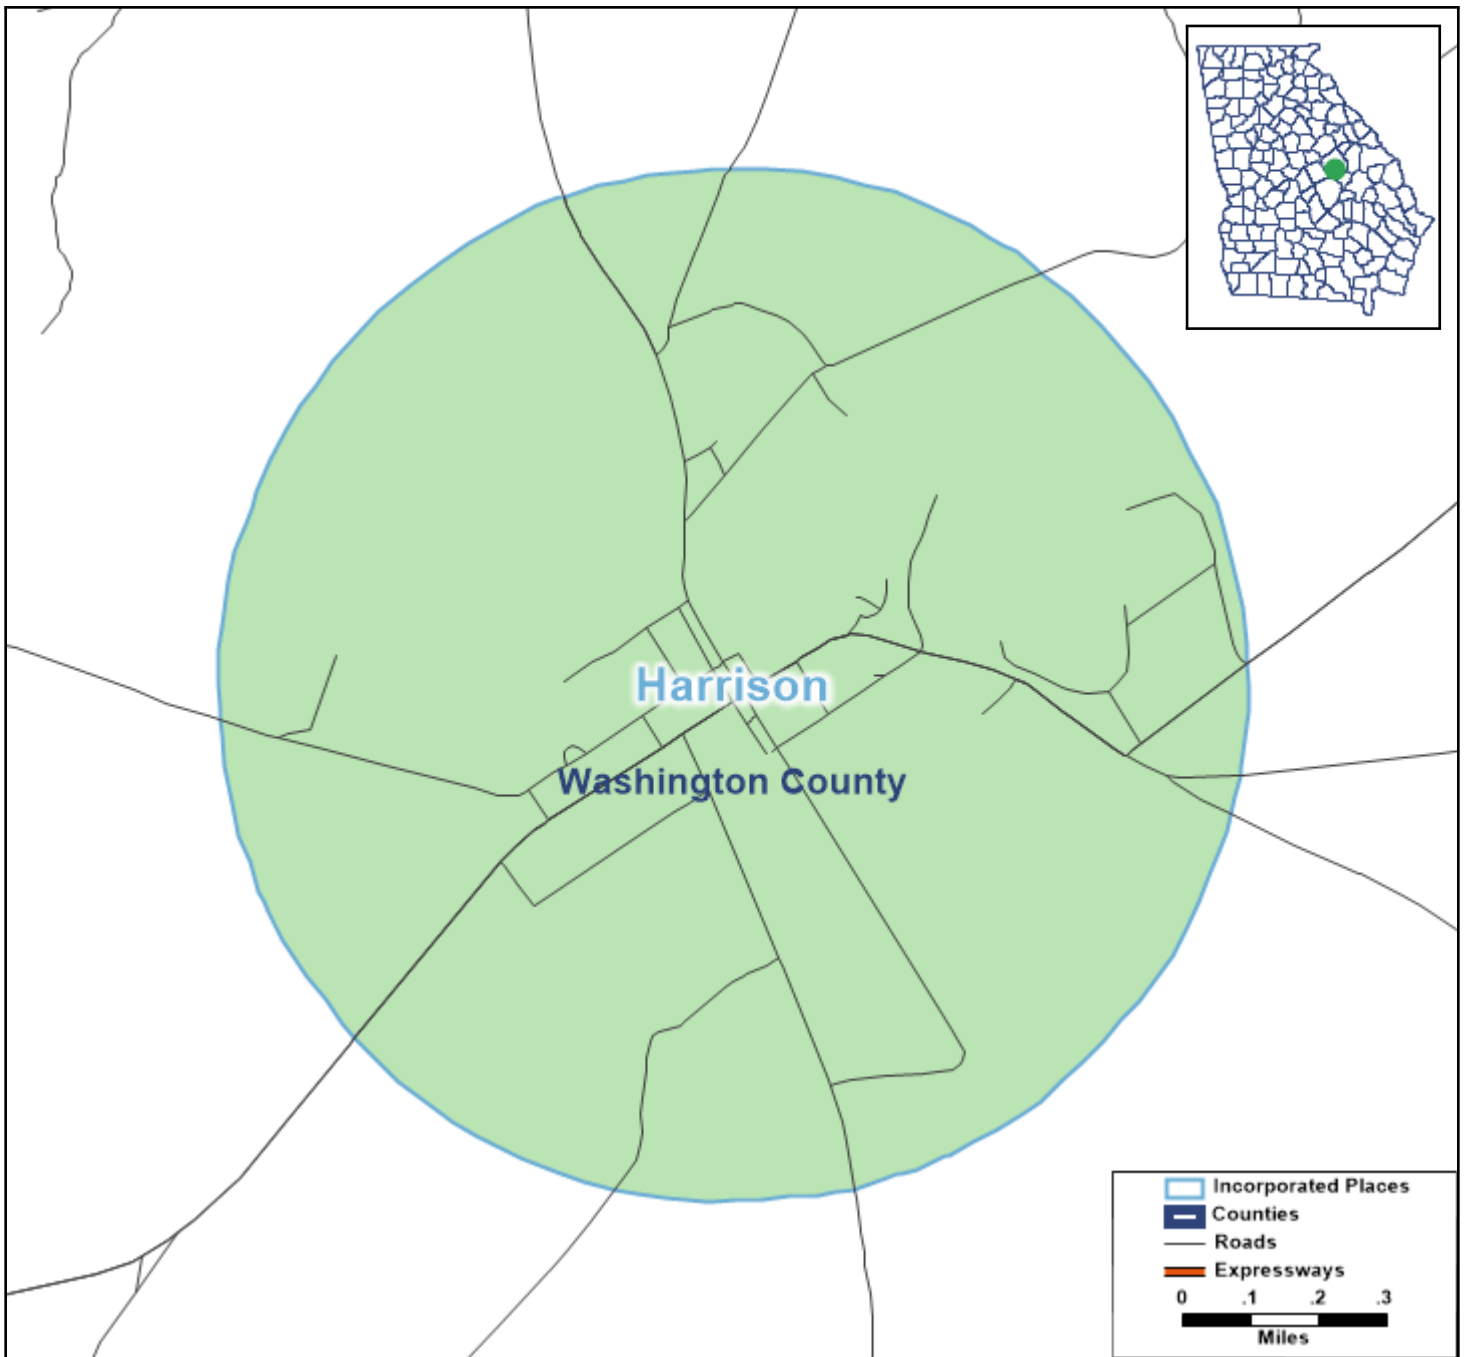 Harrison
Washington County
Incorporated Places
Counties
Roads
Expressways
0 .1 .2 .3
Miles